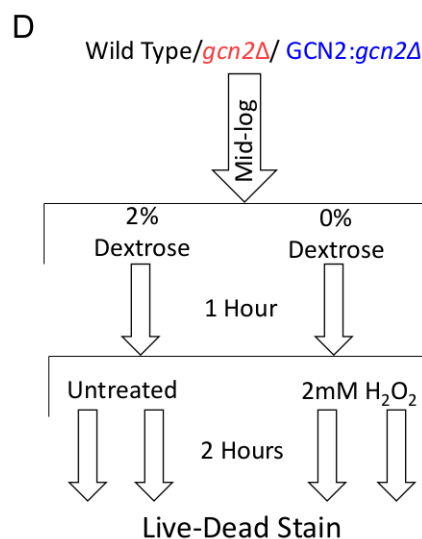 D
Wild Type/gcn2Δ/ GCN2:gcn2Δ
Mid-log
2% 0%
Dextrose Dextrose
1 Hour
Untreated 2mM H₂O₂
2 Hours
Live-Dead Stain